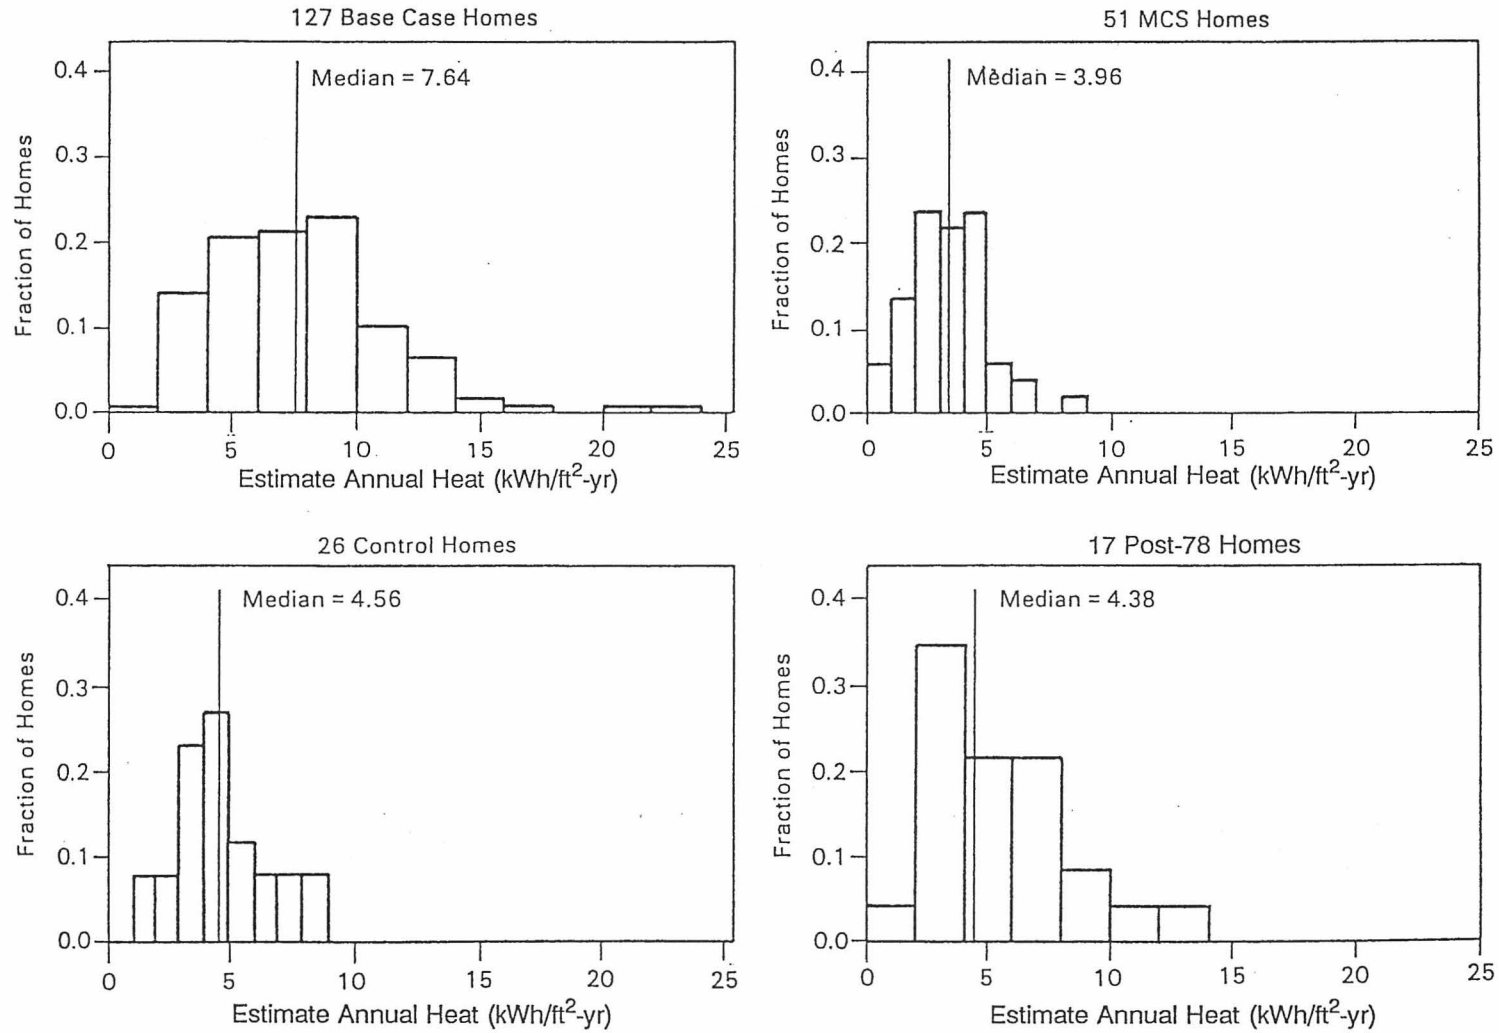 127 Base Case Homes
Median = 7.64
Fraction of Homes
0.4
0.3
0.2
0.1
0.0
0 5 10 15 20 25
Estimate Annual Heat (kWh/ft²-yr)
51 MCS Homes
Median = 3.96
Fraction of Homes
0.4
0.3
0.2
0.1
0.0
0 5 10 15 20 25
Estimate Annual Heat (kWh/ft²-yr)
26 Control Homes
Median = 4.56
Fraction of Homes
0.4
0.3
0.2
0.1
0.0
0 5 10 15 20 25
Estimate Annual Heat (kWh/ft²-yr)
17 Post-78 Homes
Median = 4.38
Fraction of Homes
0.4
0.3
0.2
0.1
0.0
0 5 10 15 20 25
Estimate Annual Heat (kWh/ft²-yr)